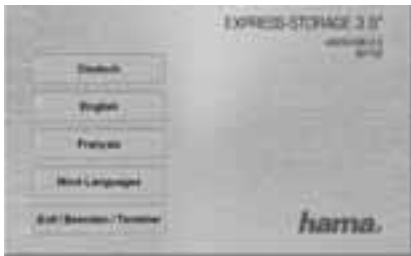 EXPRESS-STORAGE 3.5"
Deutsch
English
Français
More Languages
Exit / Beenden / Terminer
hama.